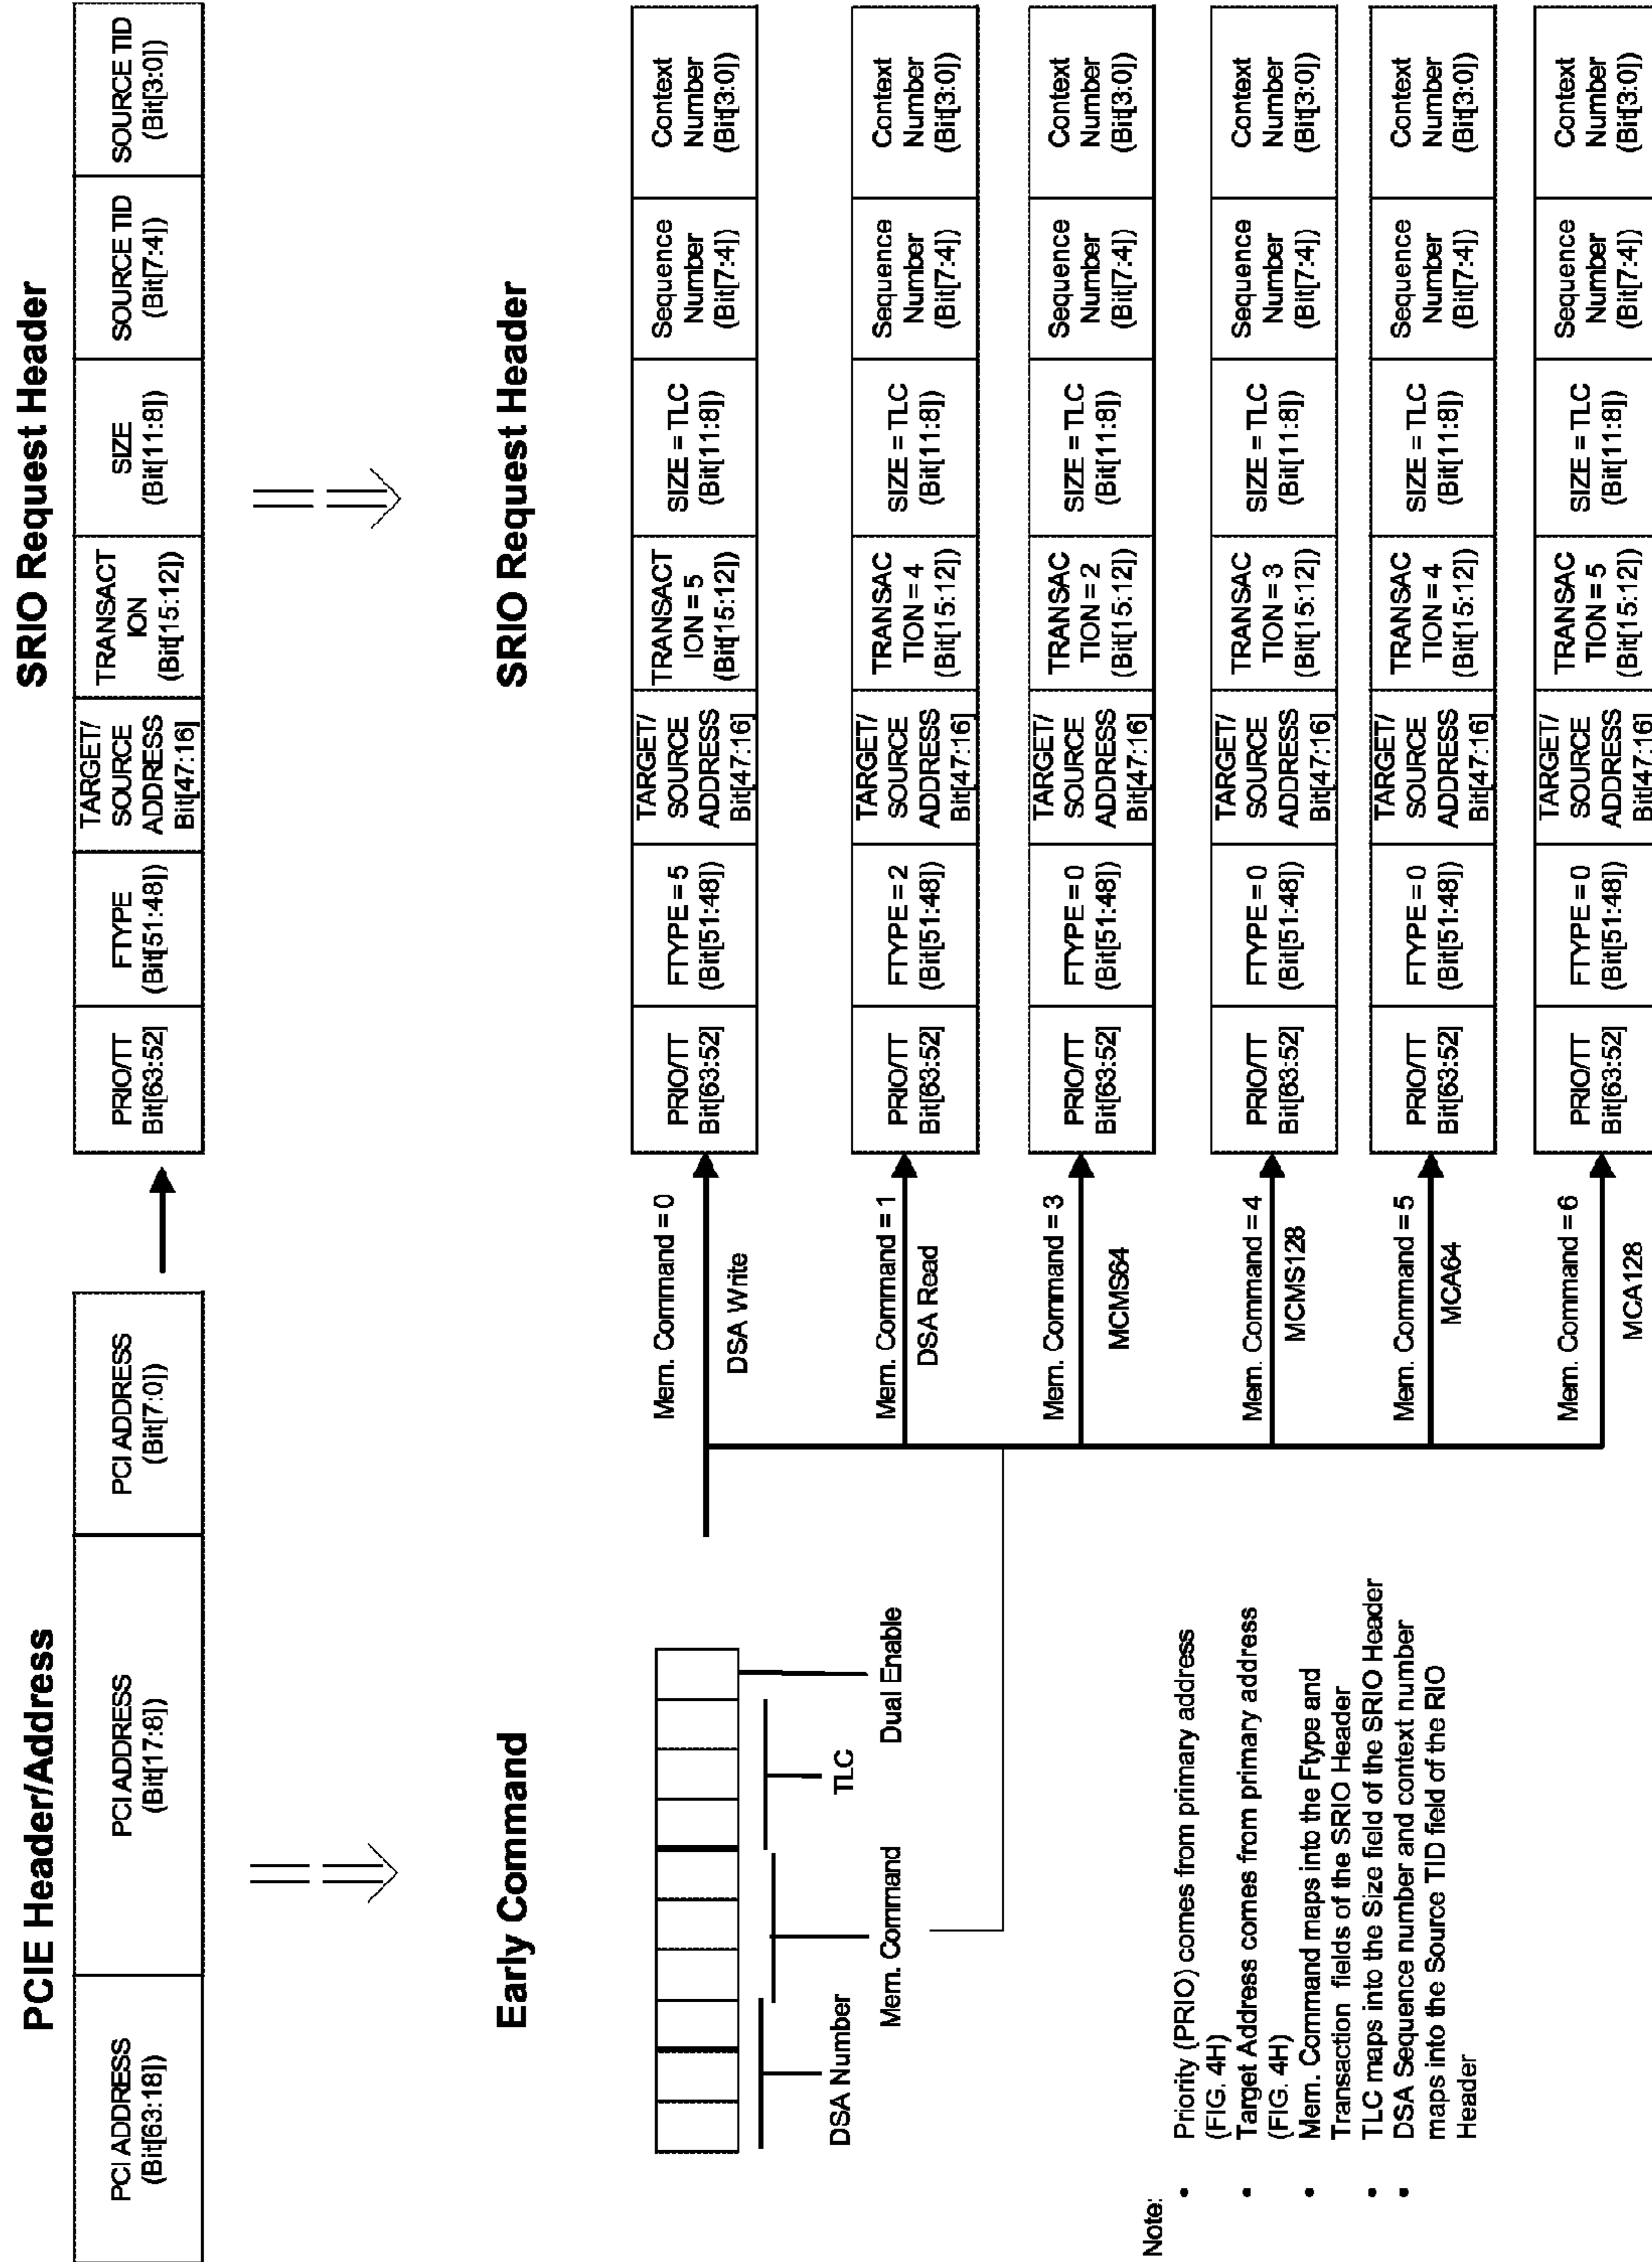 PCIE Header/Address
PCI ADDRESS
(Bit[63:18])
PCI ADDRESS
(Bit[17:8])
PCI ADDRESS
(Bit[7:0])
SRIO Request Header
PRIO/TT
Bit[63:52]
FTYPE
(Bit[51:48])
TARGET/
SOURCE
ADDRESS
Bit[47:16]
TRANSACT
ION
(Bit[15:12])
SIZE
(Bit[11:8])
SOURCE TID
(Bit[7:4])
SOURCE TID
(Bit[3:0])
Early Command
DSA Number
Mem. Command
TLC
Dual Enable
SRIO Request Header
Mem. Command = 0
DSA Write
PRIO/TT
Bit[63:52]
FTYPE = 5
(Bit[51:48])
TARGET/
SOURCE
ADDRESS
Bit[47:16]
TRANSACT
ION = 5
(Bit[15:12])
SIZE = TLC
(Bit[11:8])
Sequence
Number
(Bit[7:4])
Context
Number
(Bit[3:0])
Mem. Command = 1
DSA Read
PRIO/TT
Bit[63:52]
FTYPE = 2
(Bit[51:48])
TARGET/
SOURCE
ADDRESS
Bit[47:16]
TRANSAC
TION = 4
(Bit[15:12])
SIZE = TLC
(Bit[11:8])
Sequence
Number
(Bit[7:4])
Context
Number
(Bit[3:0])
Mem. Command = 3
MCMS64
PRIO/TT
Bit[63:52]
FTYPE = 0
(Bit[51:48])
TARGET/
SOURCE
ADDRESS
Bit[47:16]
TRANSAC
TION = 2
(Bit[15:12])
SIZE = TLC
(Bit[11:8])
Sequence
Number
(Bit[7:4])
Context
Number
(Bit[3:0])
Mem. Command = 4
MCMS128
PRIO/TT
Bit[63:52]
FTYPE = 0
(Bit[51:48])
TARGET/
SOURCE
ADDRESS
Bit[47:16]
TRANSAC
TION = 3
(Bit[15:12])
SIZE = TLC
(Bit[11:8])
Sequence
Number
(Bit[7:4])
Context
Number
(Bit[3:0])
Mem. Command = 5
MCA64
PRIO/TT
Bit[63:52]
FTYPE = 0
(Bit[51:48])
TARGET/
SOURCE
ADDRESS
Bit[47:16]
TRANSAC
TION = 4
(Bit[15:12])
SIZE = TLC
(Bit[11:8])
Sequence
Number
(Bit[7:4])
Context
Number
(Bit[3:0])
Mem. Command = 6
MCA128
PRIO/TT
Bit[63:52]
FTYPE = 0
(Bit[51:48])
TARGET/
SOURCE
ADDRESS
Bit[47:16]
TRANSAC
TION = 5
(Bit[15:12])
SIZE = TLC
(Bit[11:8])
Sequence
Number
(Bit[7:4])
Context
Number
(Bit[3:0])
Note:
• Priority (PRIO) comes from primary address
(FIG. 4H)
• Target Address comes from primary address
(FIG. 4H)
• Mem. Command maps into the Ftype and
Transaction fields of the SRIO Header
• TLC maps into the Size field of the SRIO Header
• DSA Sequence number and context number
maps into the Source TID field of the RIO
Header